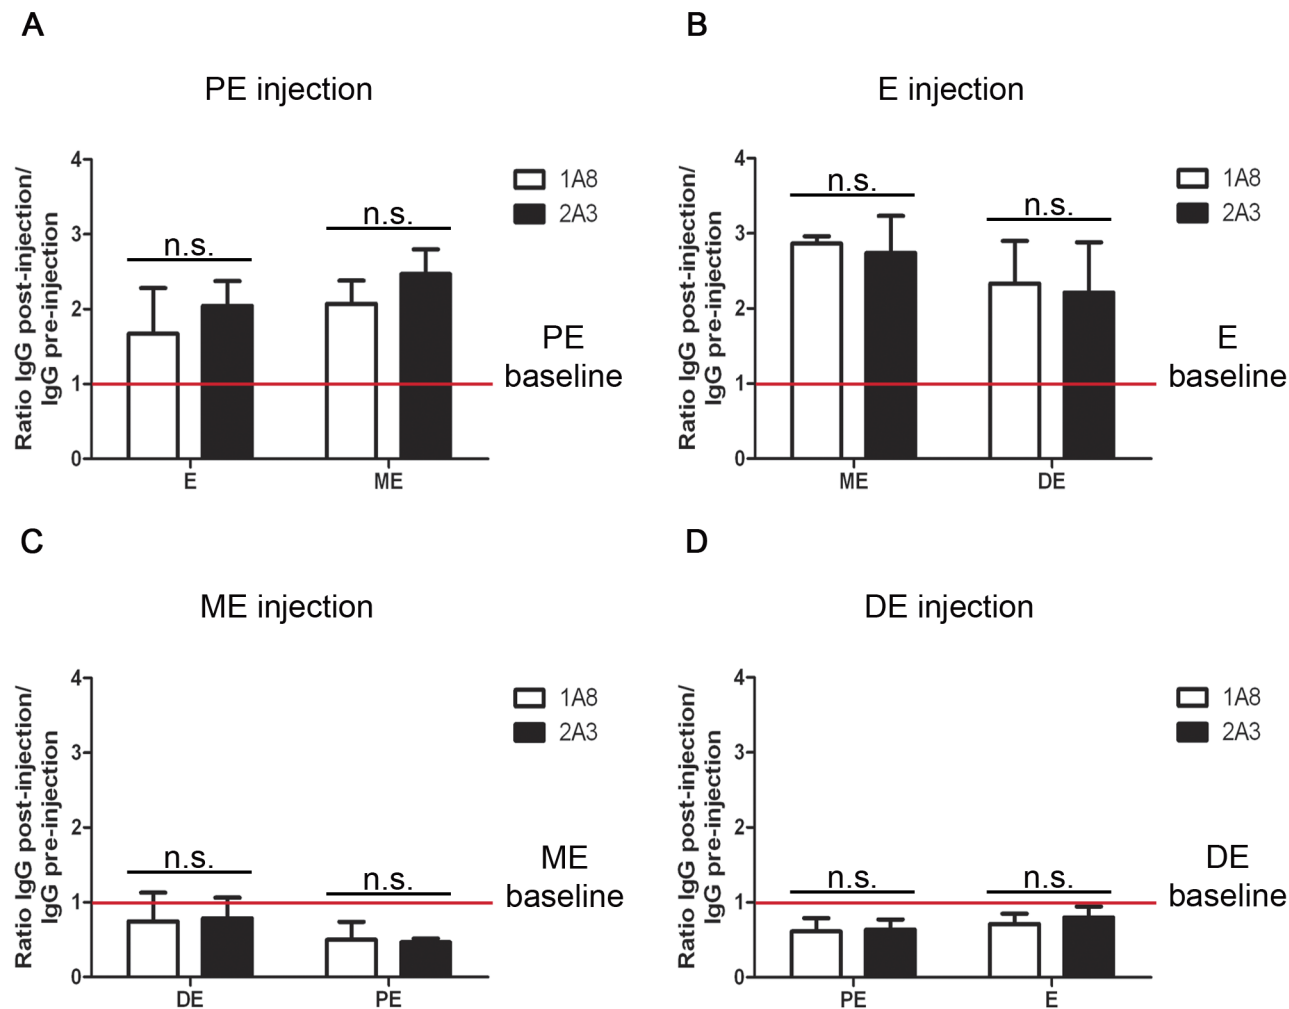 A
PE injection
Ratio IgG post-injection/
IgG pre-injection
4
3
2
1
0
n.s.
n.s.
1A8
2A3
PE
baseline
E
ME
B
E injection
Ratio IgG post-injection/
IgG pre-injection
4
3
2
1
0
n.s.
n.s.
1A8
2A3
E
baseline
ME
DE
C
ME injection
Ratio IgG post-injection/
IgG pre-injection
4
3
2
1
0
n.s.
n.s.
1A8
2A3
ME
baseline
DE
PE
D
DE injection
Ratio IgG post-injection/
IgG pre-injection
4
3
2
1
0
n.s.
n.s.
1A8
2A3
DE
baseline
PE
E